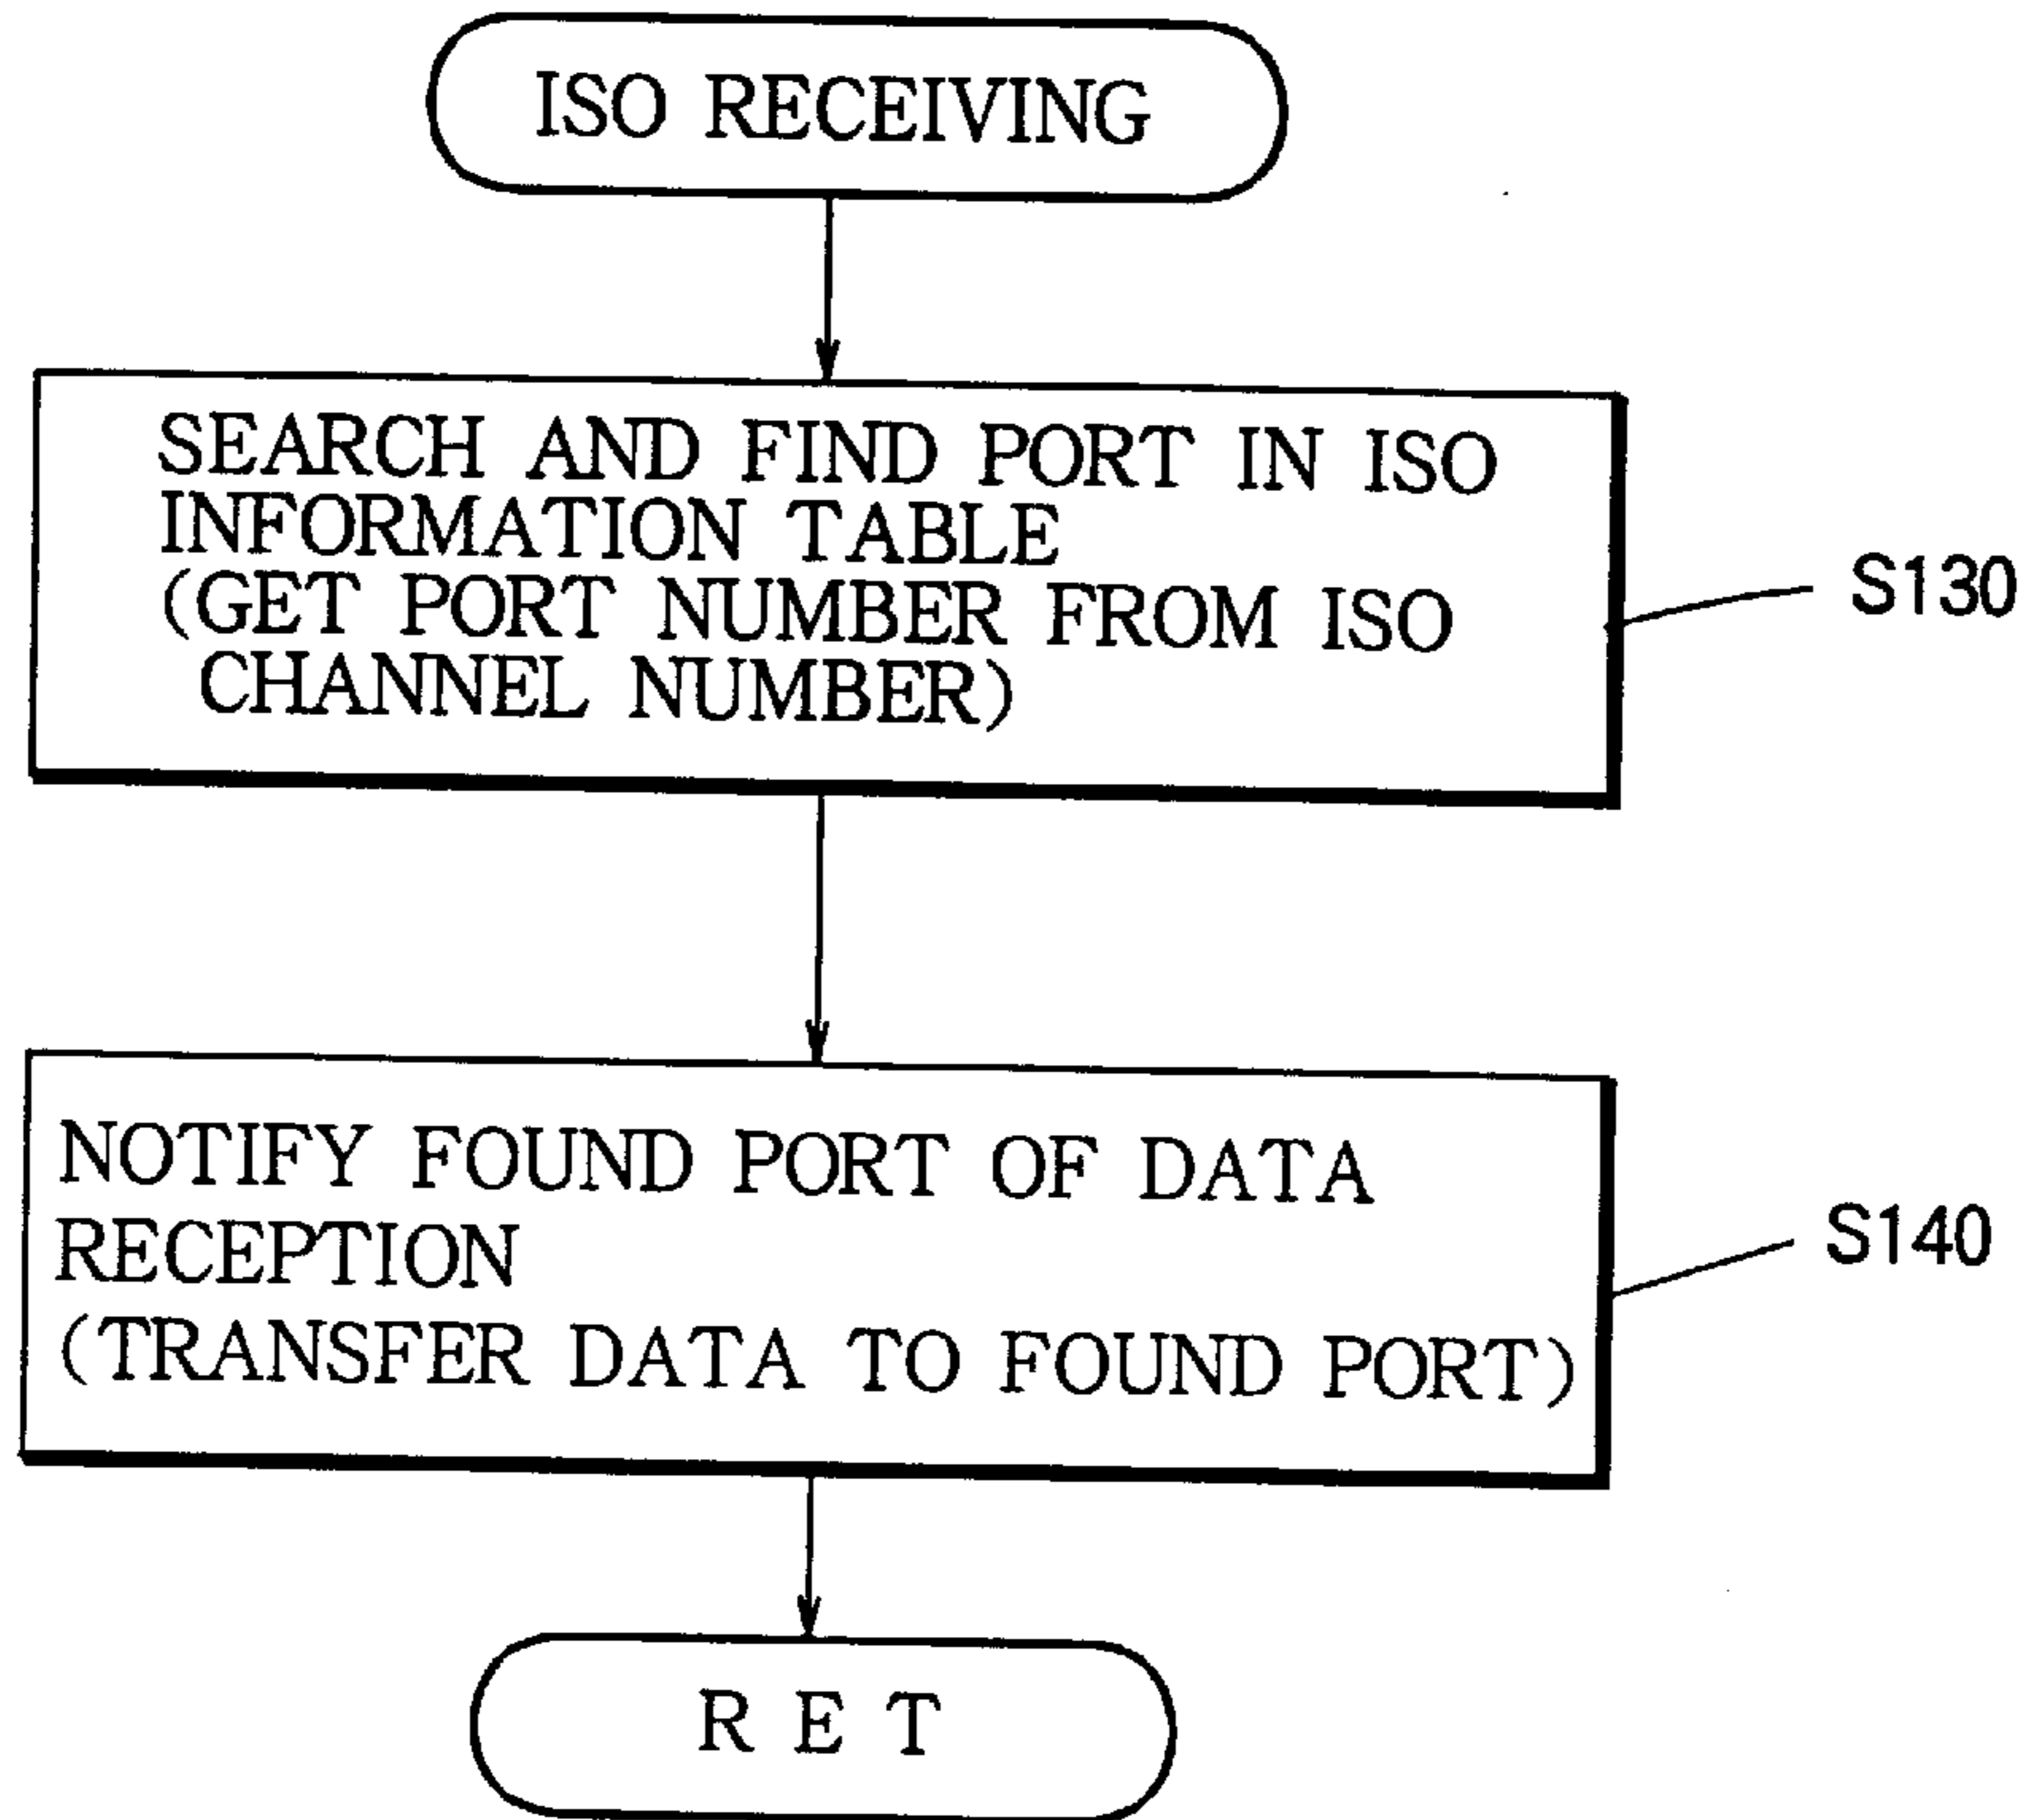 ISO RECEIVING
SEARCH AND FIND PORT IN ISO
INFORMATION TABLE
(GET PORT NUMBER FROM ISO
CHANNEL NUMBER)
S130
NOTIFY FOUND PORT OF DATA
RECEPTION
(TRANSFER DATA TO FOUND PORT)
S140
R E T